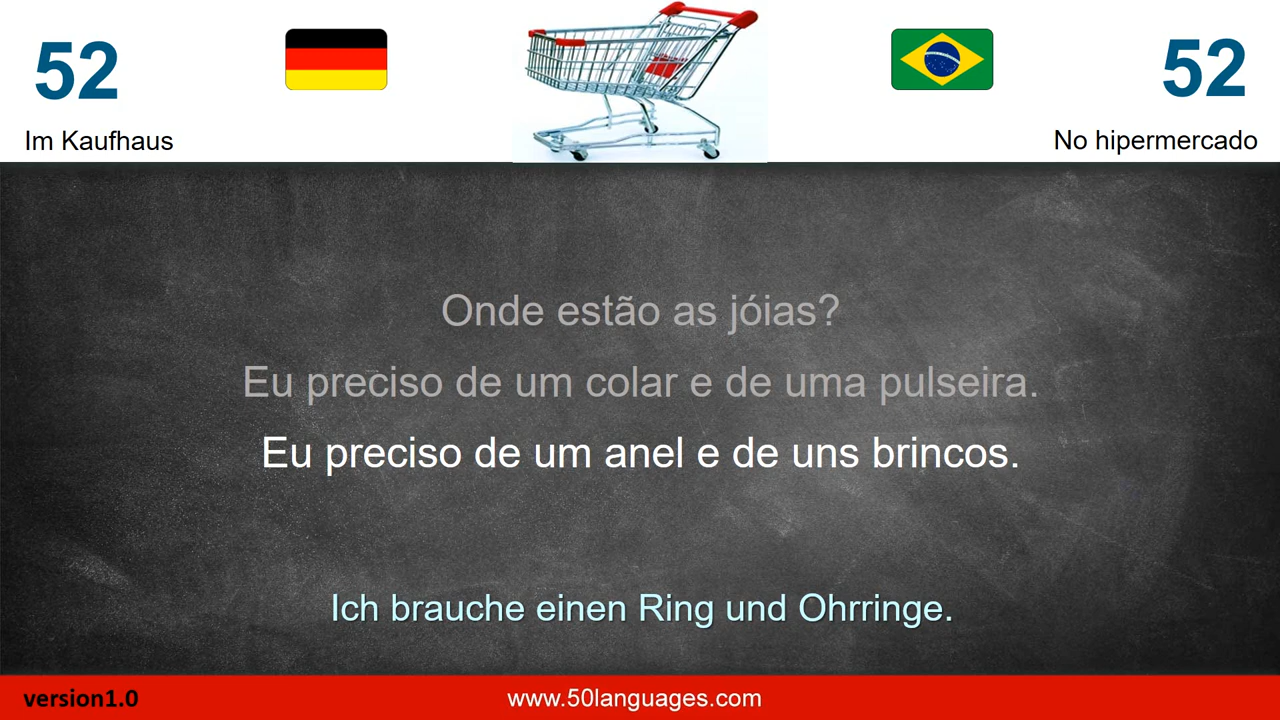 52
52
Im Kaufhaus
No hipermercado
Onde estão as jóias?
Eu preciso de um colar e de uma pulseira.
Eu preciso de um anel e de uns brincos.
Ich brauche einen Ring und Ohrringe.
version1.0
www.50languages.com